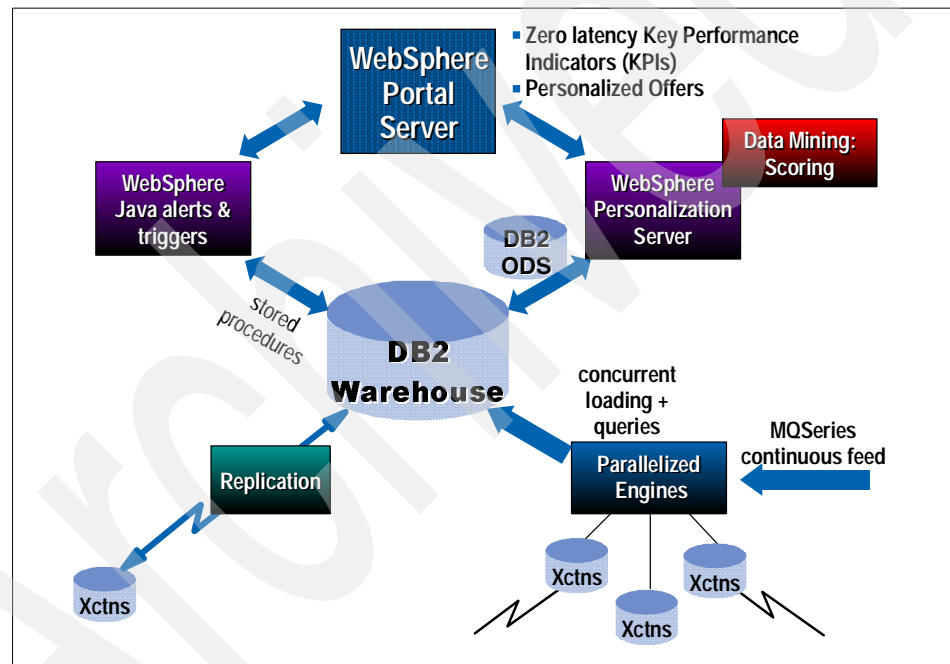 WebSphere
Portal
Server
▪ Zero latency Key Performance
Indicators (KPIs)
▪ Personalized Offers
Data Mining:
Scoring
WebSphere
Java alerts &
triggers
WebSphere
Personalization
Server
DB2
ODS
stored
procedures
DB2
Warehouse
concurrent
loading +
queries
MQSeries
continuous feed
Replication
Parallelized
Engines
Xctns
Xctns
Xctns
Xctns
Archived